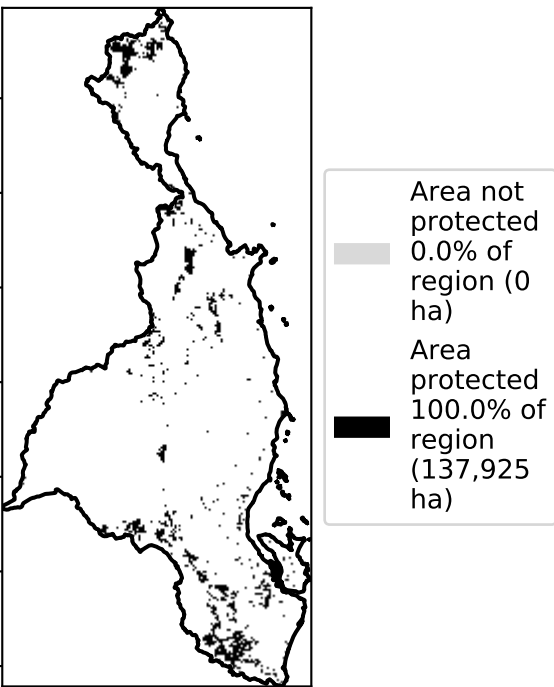 Area not
protected
0.0% of
region (0
ha)
Area
protected
100.0% of
region
(137,925
ha)